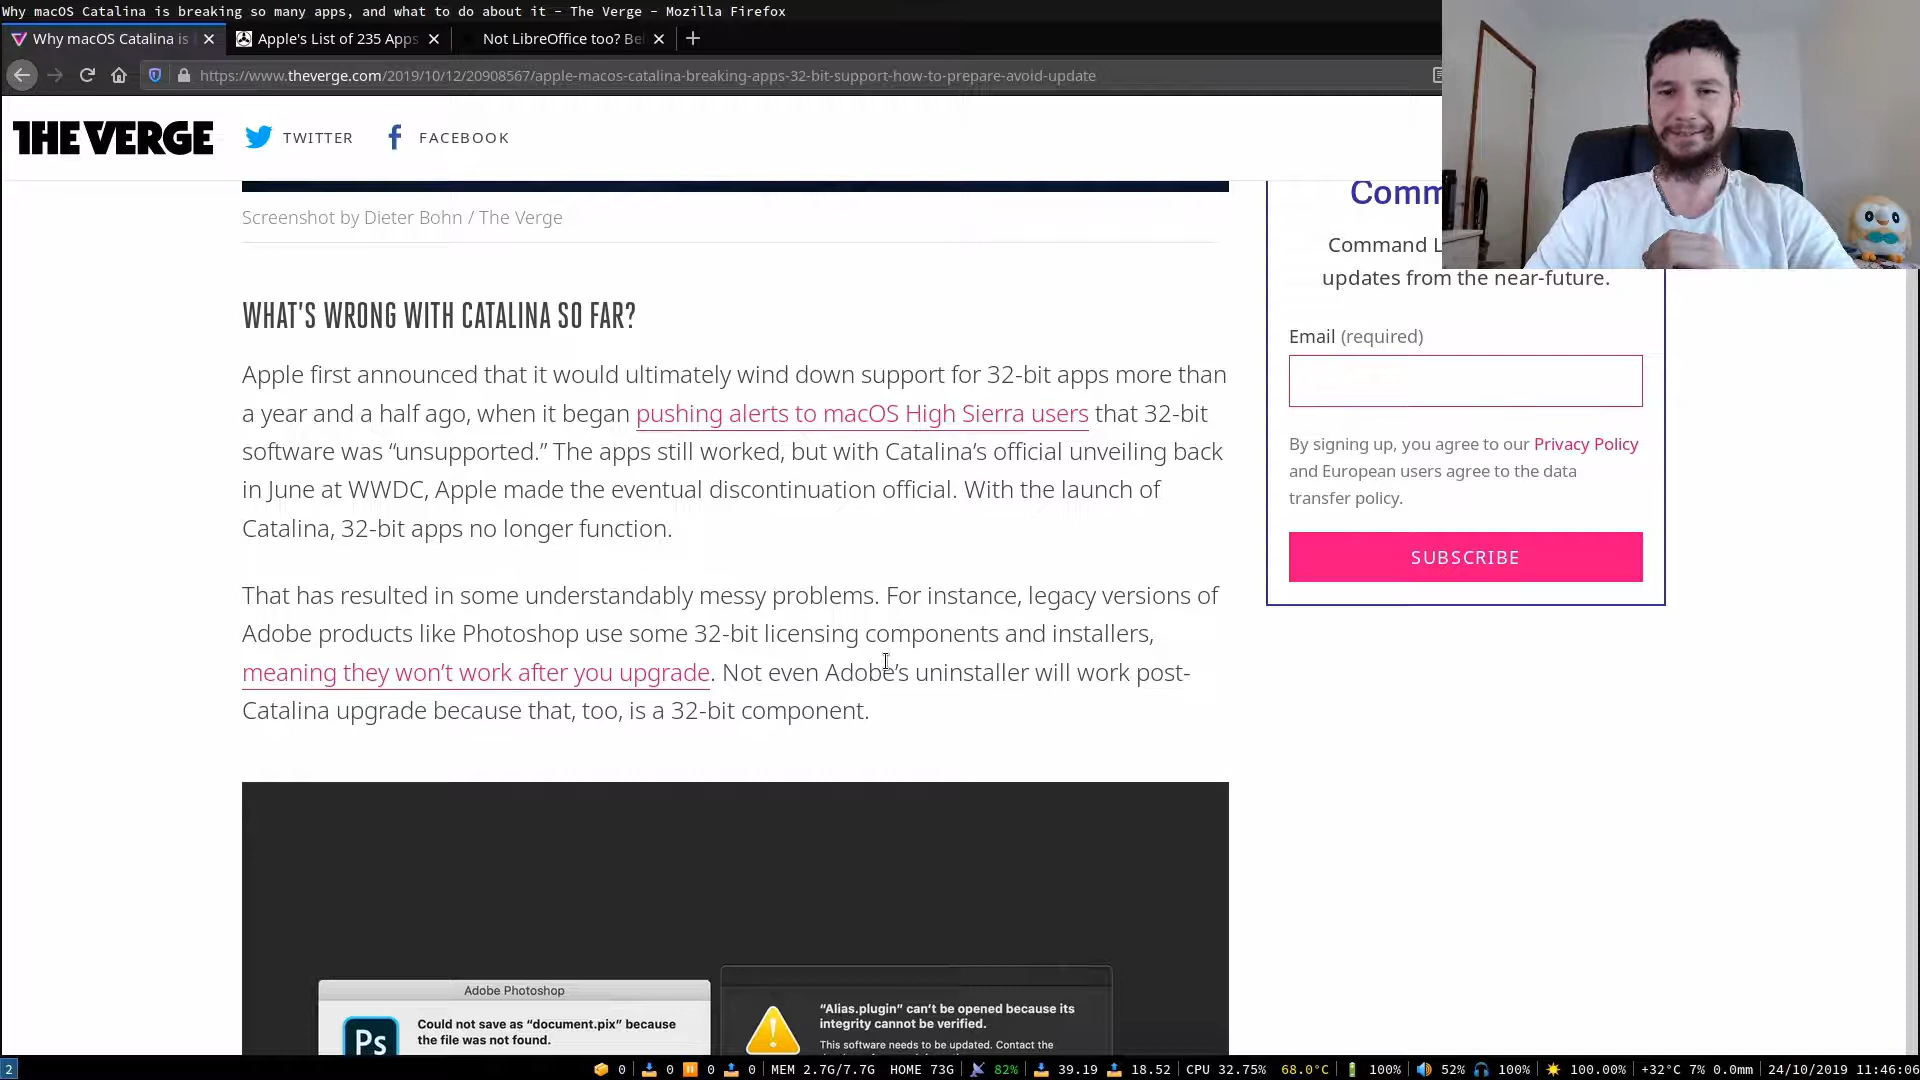 Why macOS Catalina is breaking so many apps, and what to do about it - The Verge - Mozilla Firefox
Why macOS Catalina is
Apple's List of 235 Apps
Not LibreOffice too? Be
https://www.theverge.com/2019/10/12/20908567/apple-macos-catalina-breaking-apps-32-bit-support-how-to-prepare-avoid-update
THE VERGE
TWITTER
FACEBOOK
Screenshot by Dieter Bohn / The Verge
WHAT'S WRONG WITH CATALINA SO FAR?
Apple first announced that it would ultimately wind down support for 32-bit apps more than
a year and a half ago, when it began pushing alerts to macOS High Sierra users that 32-bit
software was “unsupported.” The apps still worked, but with Catalina’s official unveiling back
in June at WWDC, Apple made the eventual discontinuation official. With the launch of
Catalina, 32-bit apps no longer function.
That has resulted in some understandably messy problems. For instance, legacy versions of
Adobe products like Photoshop use some 32-bit licensing components and installers,
meaning they won’t work after you upgrade. Not even Adobe’s uninstaller will work post-
Catalina upgrade because that, too, is a 32-bit component.
Adobe Photoshop
Ps
Could not save as “document.pix” because
the file was not found.
“Alias.plugin” can’t be opened because its
integrity cannot be verified.
This software needs to be updated. Contact the
Comm
Command L
updates from the near-future.
Email (required)
By signing up, you agree to our Privacy Policy
and European users agree to the data
transfer policy.
SUBSCRIBE
2
0 0 0 0 MEM 2.7G/7.7G HOME 73G 82% 39.19 18.52 CPU 32.75% 68.0°C 100% 52% 100% 100.00% +32°C 7% 0.0mm 24/10/2019 11:46:06